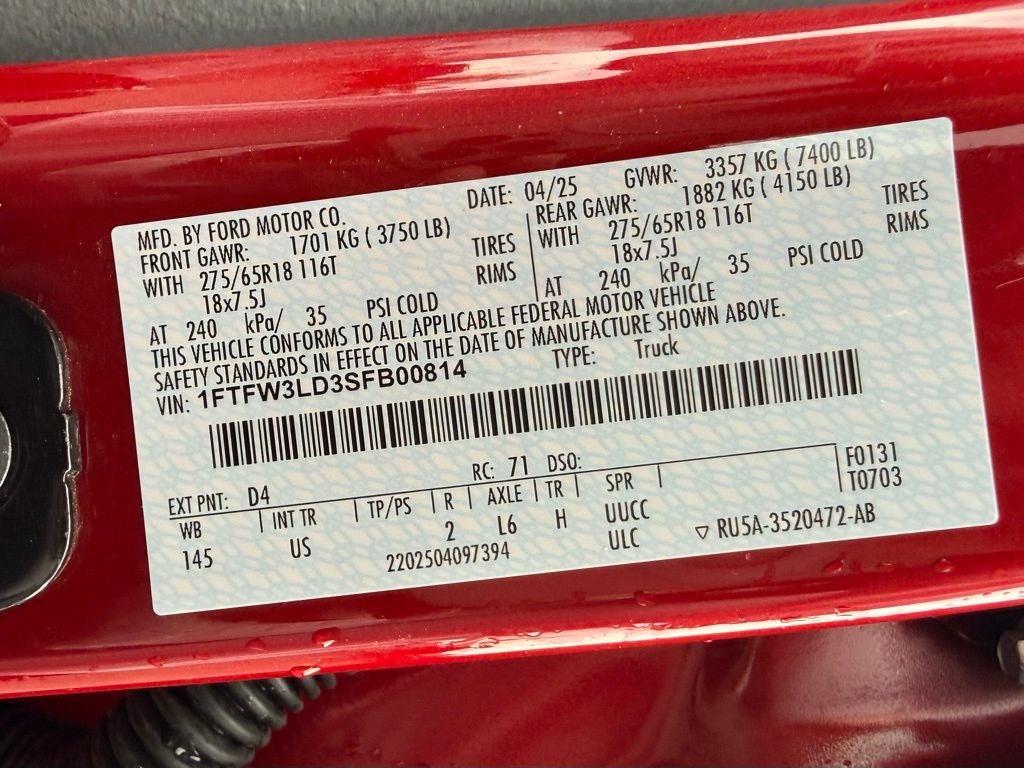 MFD. BY FORD MOTOR CO. DATE: 04/25 GVWR: 3357 KG ( 7400 LB)
FRONT GAWR: 1701 KG ( 3750 LB) REAR GAWR: 1882 KG ( 4150 LB)
WITH 275/65R18 116T TIRES WITH 275/65R18 116T TIRES
18x7.5J RIMS 18x7.5J RIMS
AT 240 kPa/ 35 PSI COLD AT 240 kPa/ 35 PSI COLD
THIS VEHICLE CONFORMS TO ALL APPLICABLE FEDERAL MOTOR VEHICLE
SAFETY STANDARDS IN EFFECT ON THE DATE OF MANUFACTURE SHOWN ABOVE.
VIN: 1FTFW3LD3SFB00814 TYPE: Truck
EXT PNT: D4 RC: 71 DSO: F0131
WB INT TR TP/PS R AXLE TR SPR T0703
145 US 2 L6 H UUCC
2202504097394 ULC ▽ RU5A-3520472-AB